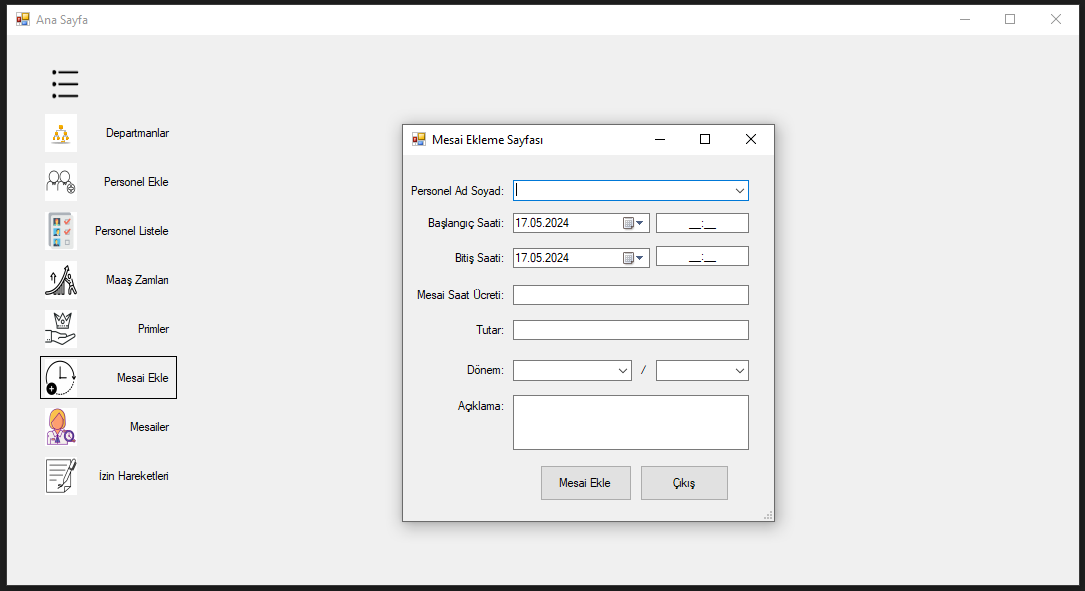 Ana Sayfa
Departmanlar
Personel Ekle
Personel Listele
Maaş Zamları
Primler
Mesai Ekle
Mesailer
İzin Hareketleri
Mesai Ekleme Sayfası
Personel Ad Soyad:
Başlangıç Saati: 17.05.2024 __:__
Bitiş Saati: 17.05.2024 __:__
Mesai Saat Ücreti:
Tutar:
Dönem: /
Açıklama:
Mesai Ekle Çıkış